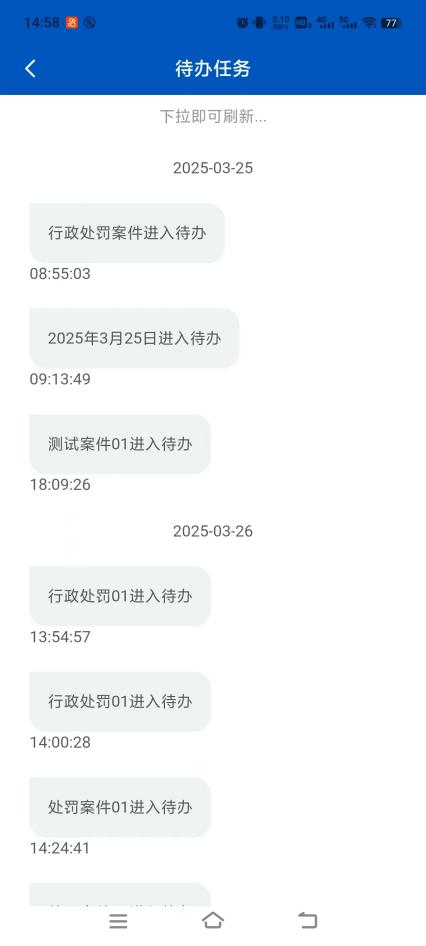 14:58
0.10
KB/s
HD
2
4G
5G
77
待办任务
下拉即可刷新...
2025-03-25
行政处罚案件进入待办
08:55:03
2025年3月25日进入待办
09:13:49
测试案件01进入待办
18:09:26
2025-03-26
行政处罚01进入待办
13:54:57
行政处罚01进入待办
14:00:28
处罚案件01进入待办
14:24:41